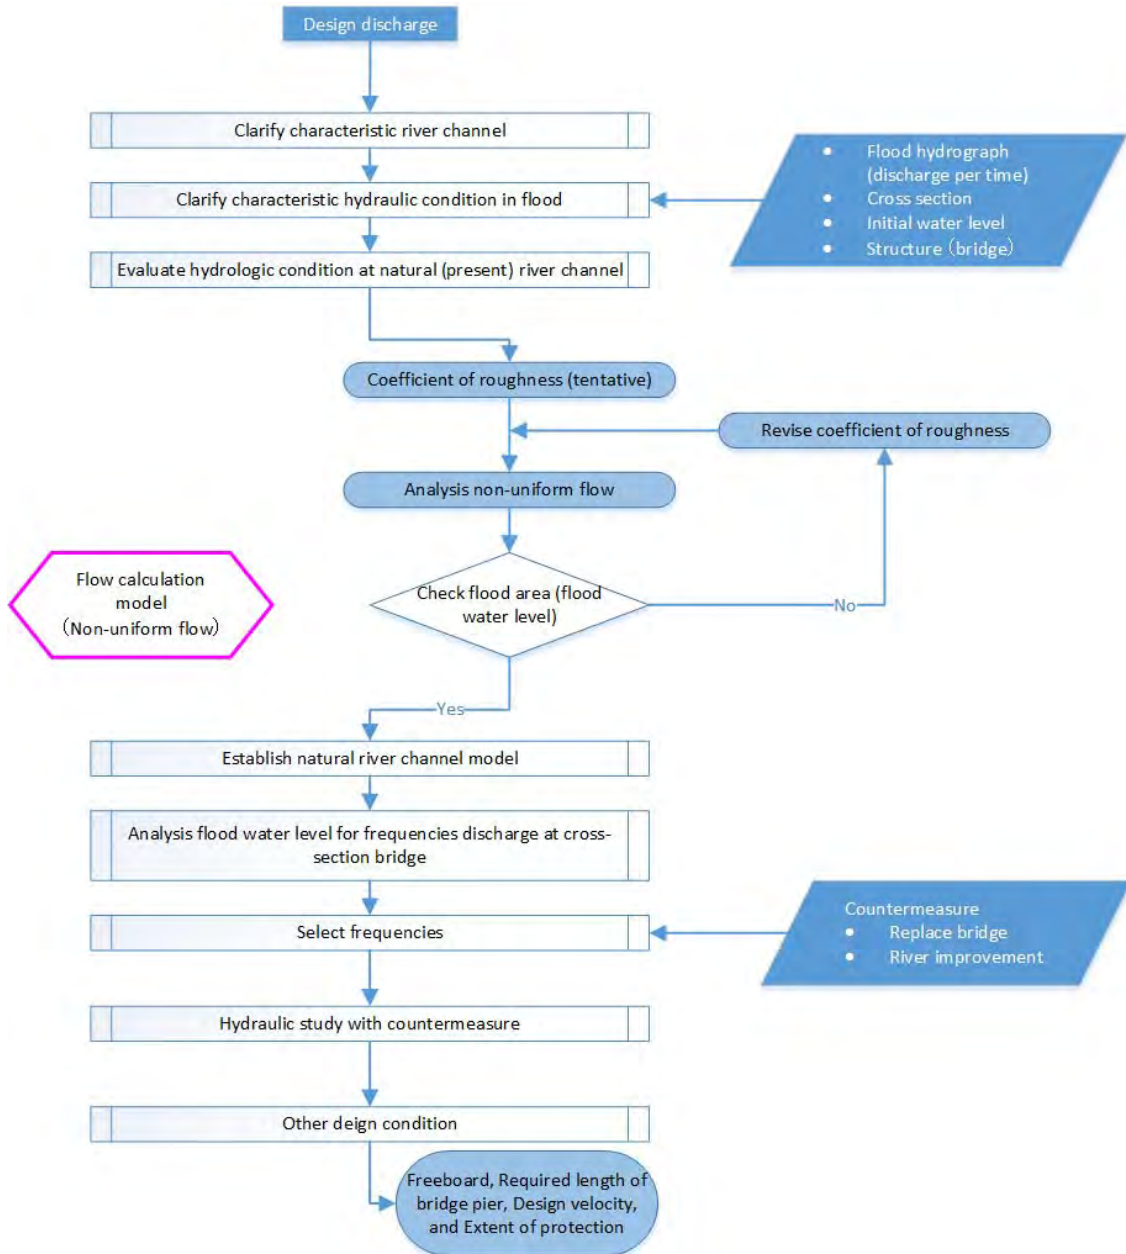 Design discharge
Clarify characteristic river channel
Clarify characteristic hydraulic condition in flood
Evaluate hydrologic condition at natural (present) river channel
• Flood hydrograph
(discharge per time)
• Cross section
• Initial water level
• Structure（bridge）
Coefficient of roughness (tentative)
Revise coefficient of roughness
Analysis non-uniform flow
Check flood area (flood
water level)
No
Flow calculation
model
（Non-uniform flow）
Yes
Establish natural river channel model
Analysis flood water level for frequencies discharge at cross-
section bridge
Select frequencies
Countermeasure
• Replace bridge
• River improvement
Hydraulic study with countermeasure
Other deign condition
Freeboard, Required length of
bridge pier, Design velocity,
and Extent of protection